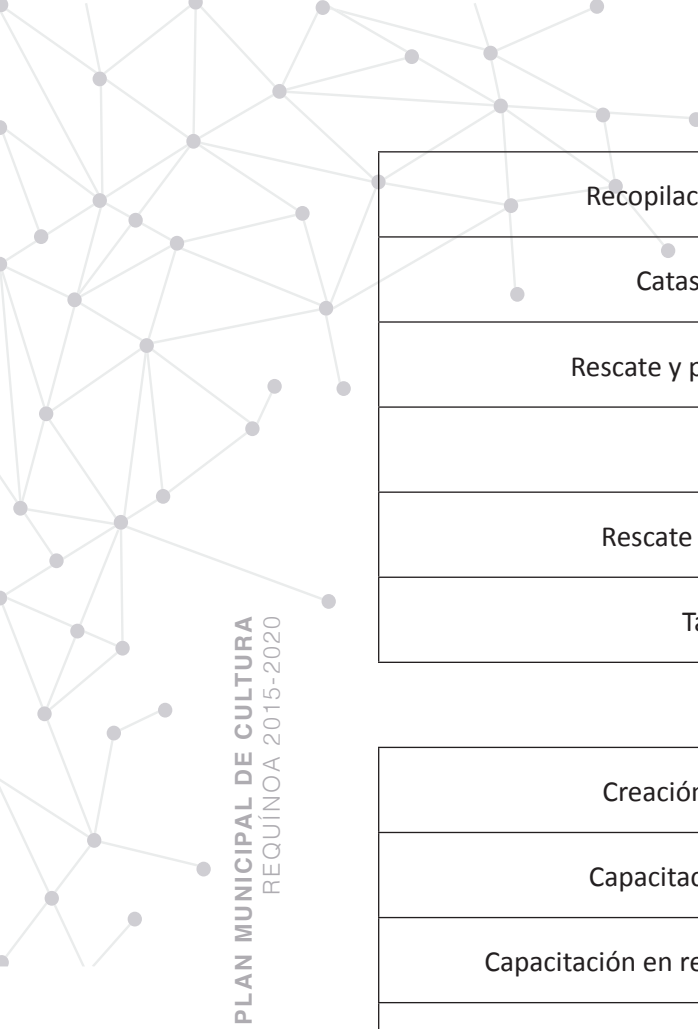 PLAN MUNICIPAL DE CULTURA
REQUÍNOA 2015-2020
Recopilac
Catas
Rescate y p
Rescate
Ta
Creación
Capacitac
Capacitación en re